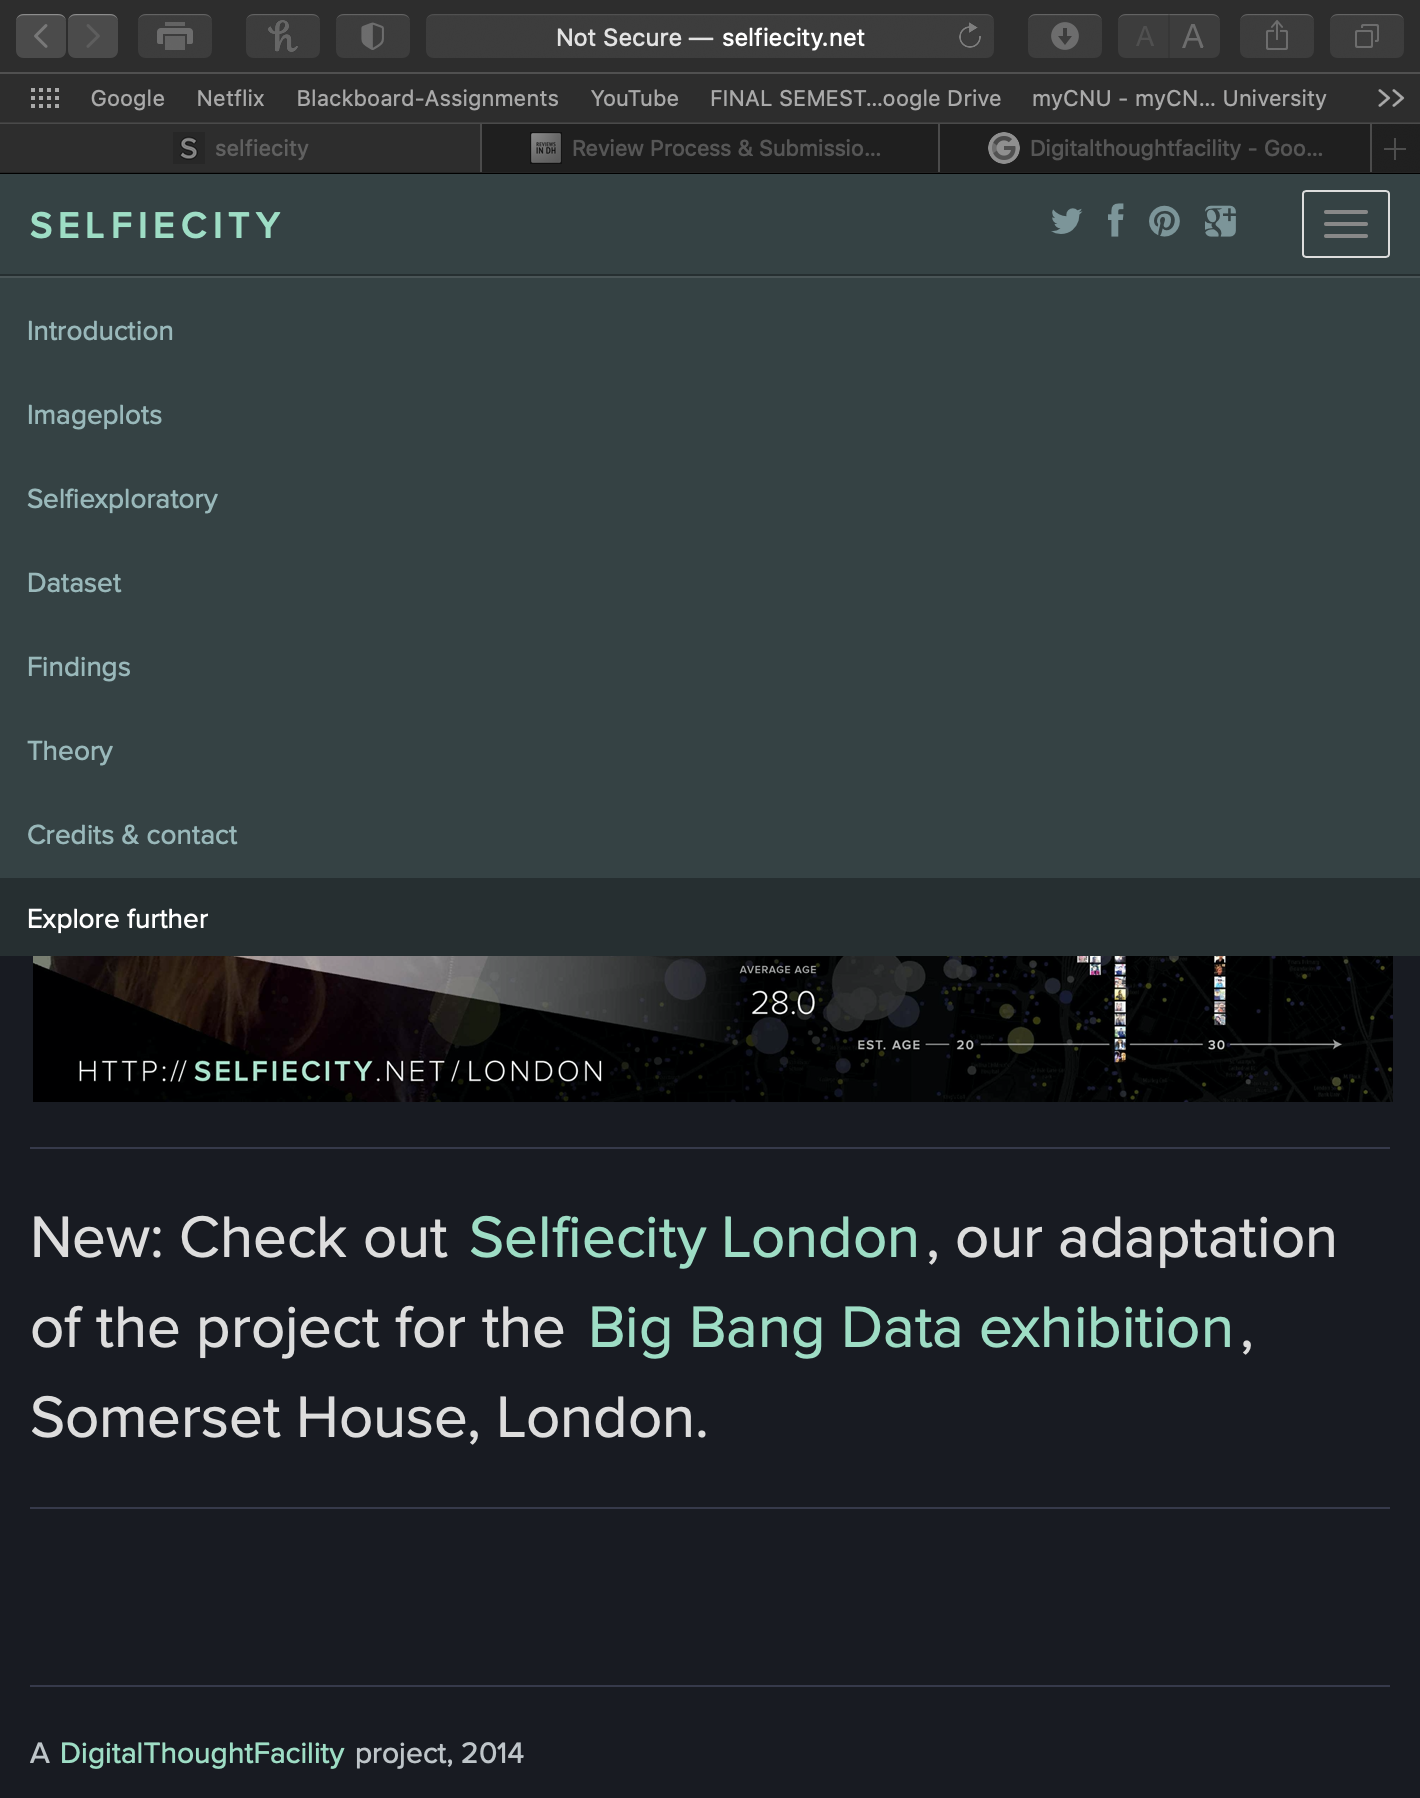 Not Secure — selfiecity.net
A A
Google Netflix Blackboard-Assignments YouTube FINAL SEMEST...oogle Drive myCNU - myCN... University
S selfiecity REVIEWS IN DH Review Process & Submissio... G Digitalthoughtfacility - Goo...
SELFIECITY
Introduction
Imageplots
Selfiexploratory
Dataset
Findings
Theory
Credits & contact
Explore further
AVERAGE AGE
28.0
EST. AGE 20 30
HTTP://SELFIECITY.NET/LONDON
New: Check out Selfiecity London, our adaptation
of the project for the Big Bang Data exhibition,
Somerset House, London.
A DigitalThoughtFacility project, 2014